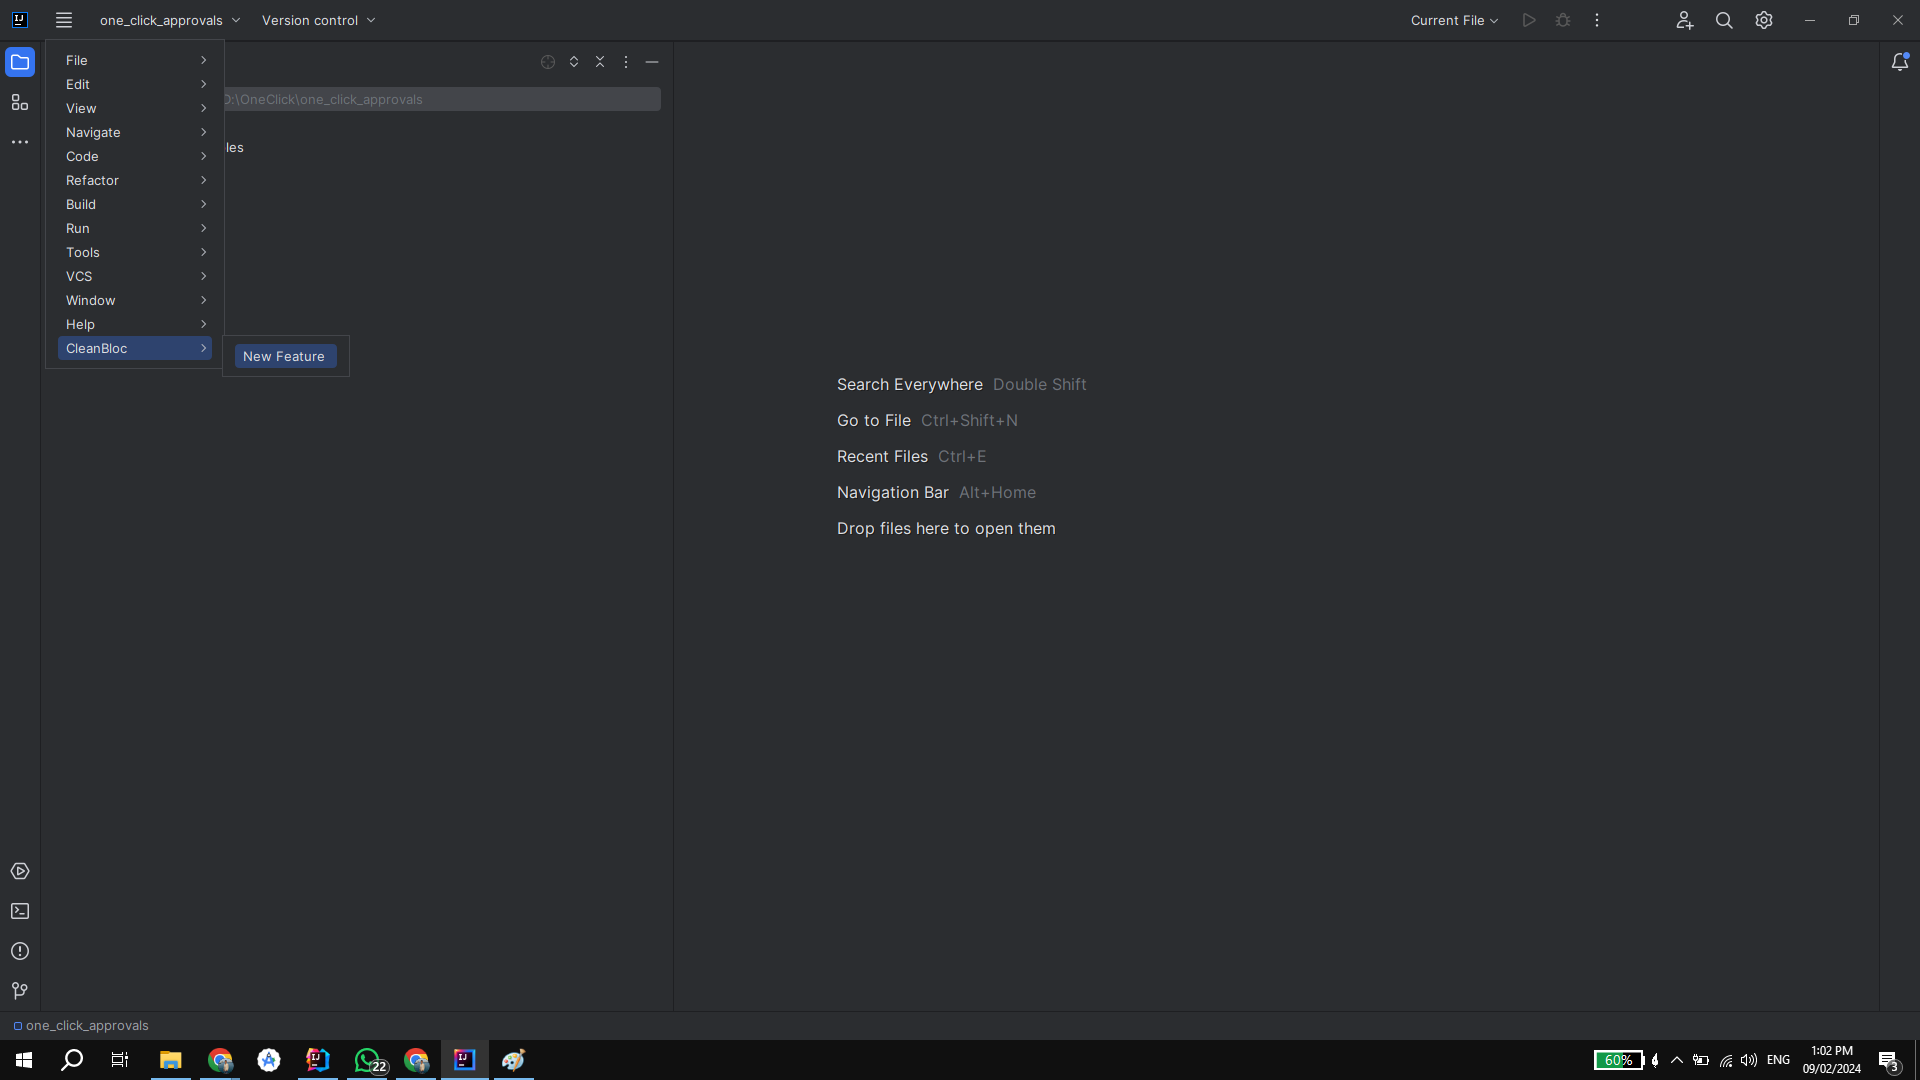 one_click_approvals
Version control
Current File
File
Edit
View
Navigate
Code
Refactor
Build
Run
Tools
VCS
Window
Help
CleanBloc
New Feature
D:\OneClick\one_click_approvals
les
Search Everywhere Double Shift
Go to File Ctrl+Shift+N
Recent Files Ctrl+E
Navigation Bar Alt+Home
Drop files here to open them
one_click_approvals
22
60%
ENG
1:02 PM
09/02/2024
3